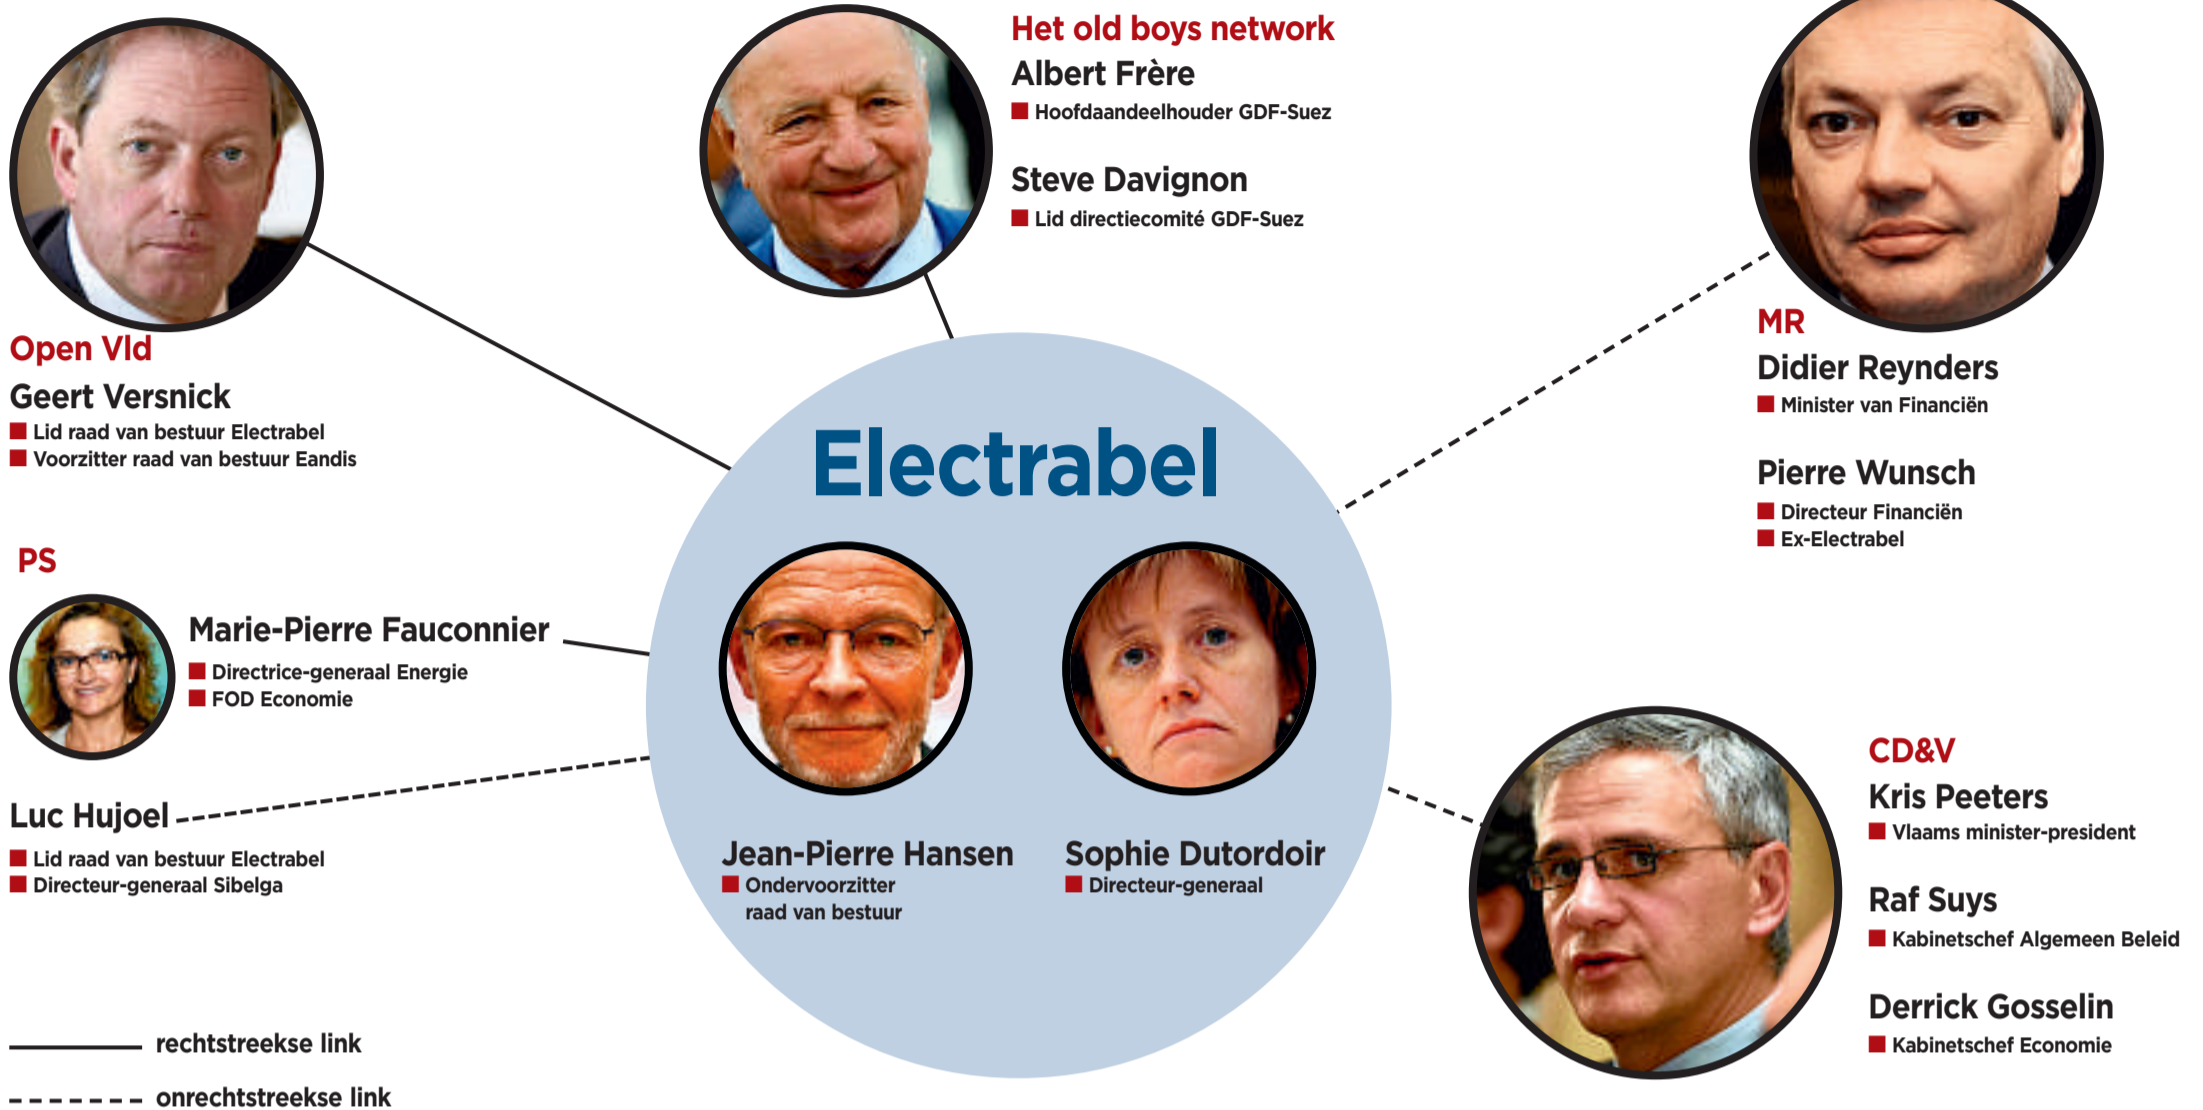 Het old boys network
Albert Frère
Hoofdaandeelhouder GDF-Suez
Steve Davignon
Lid directiecomité GDF-Suez
Open Vld
Geert Versnick
Lid raad van bestuur Electrabel
Voorzitter raad van bestuur Eandis
MR
Didier Reynders
Minister van Financiën
Pierre Wunsch
Directeur Financiën
Ex-Electrabel
Electrabel
PS
Marie-Pierre Fauconnier
Directrice-generaal Energie
FOD Economie
Luc Hujoel
Lid raad van bestuur Electrabel
Directeur-generaal Sibelga
Jean-Pierre Hansen
Ondervoorzitter
raad van bestuur
Sophie Dutordoir
Directeur-generaal
CD&V
Kris Peeters
Vlaams minister-president
Raf Suys
Kabinetschef Algemeen Beleid
Derrick Gosselin
Kabinetschef Economie
rechtstreekse link
onrechtstreekse link